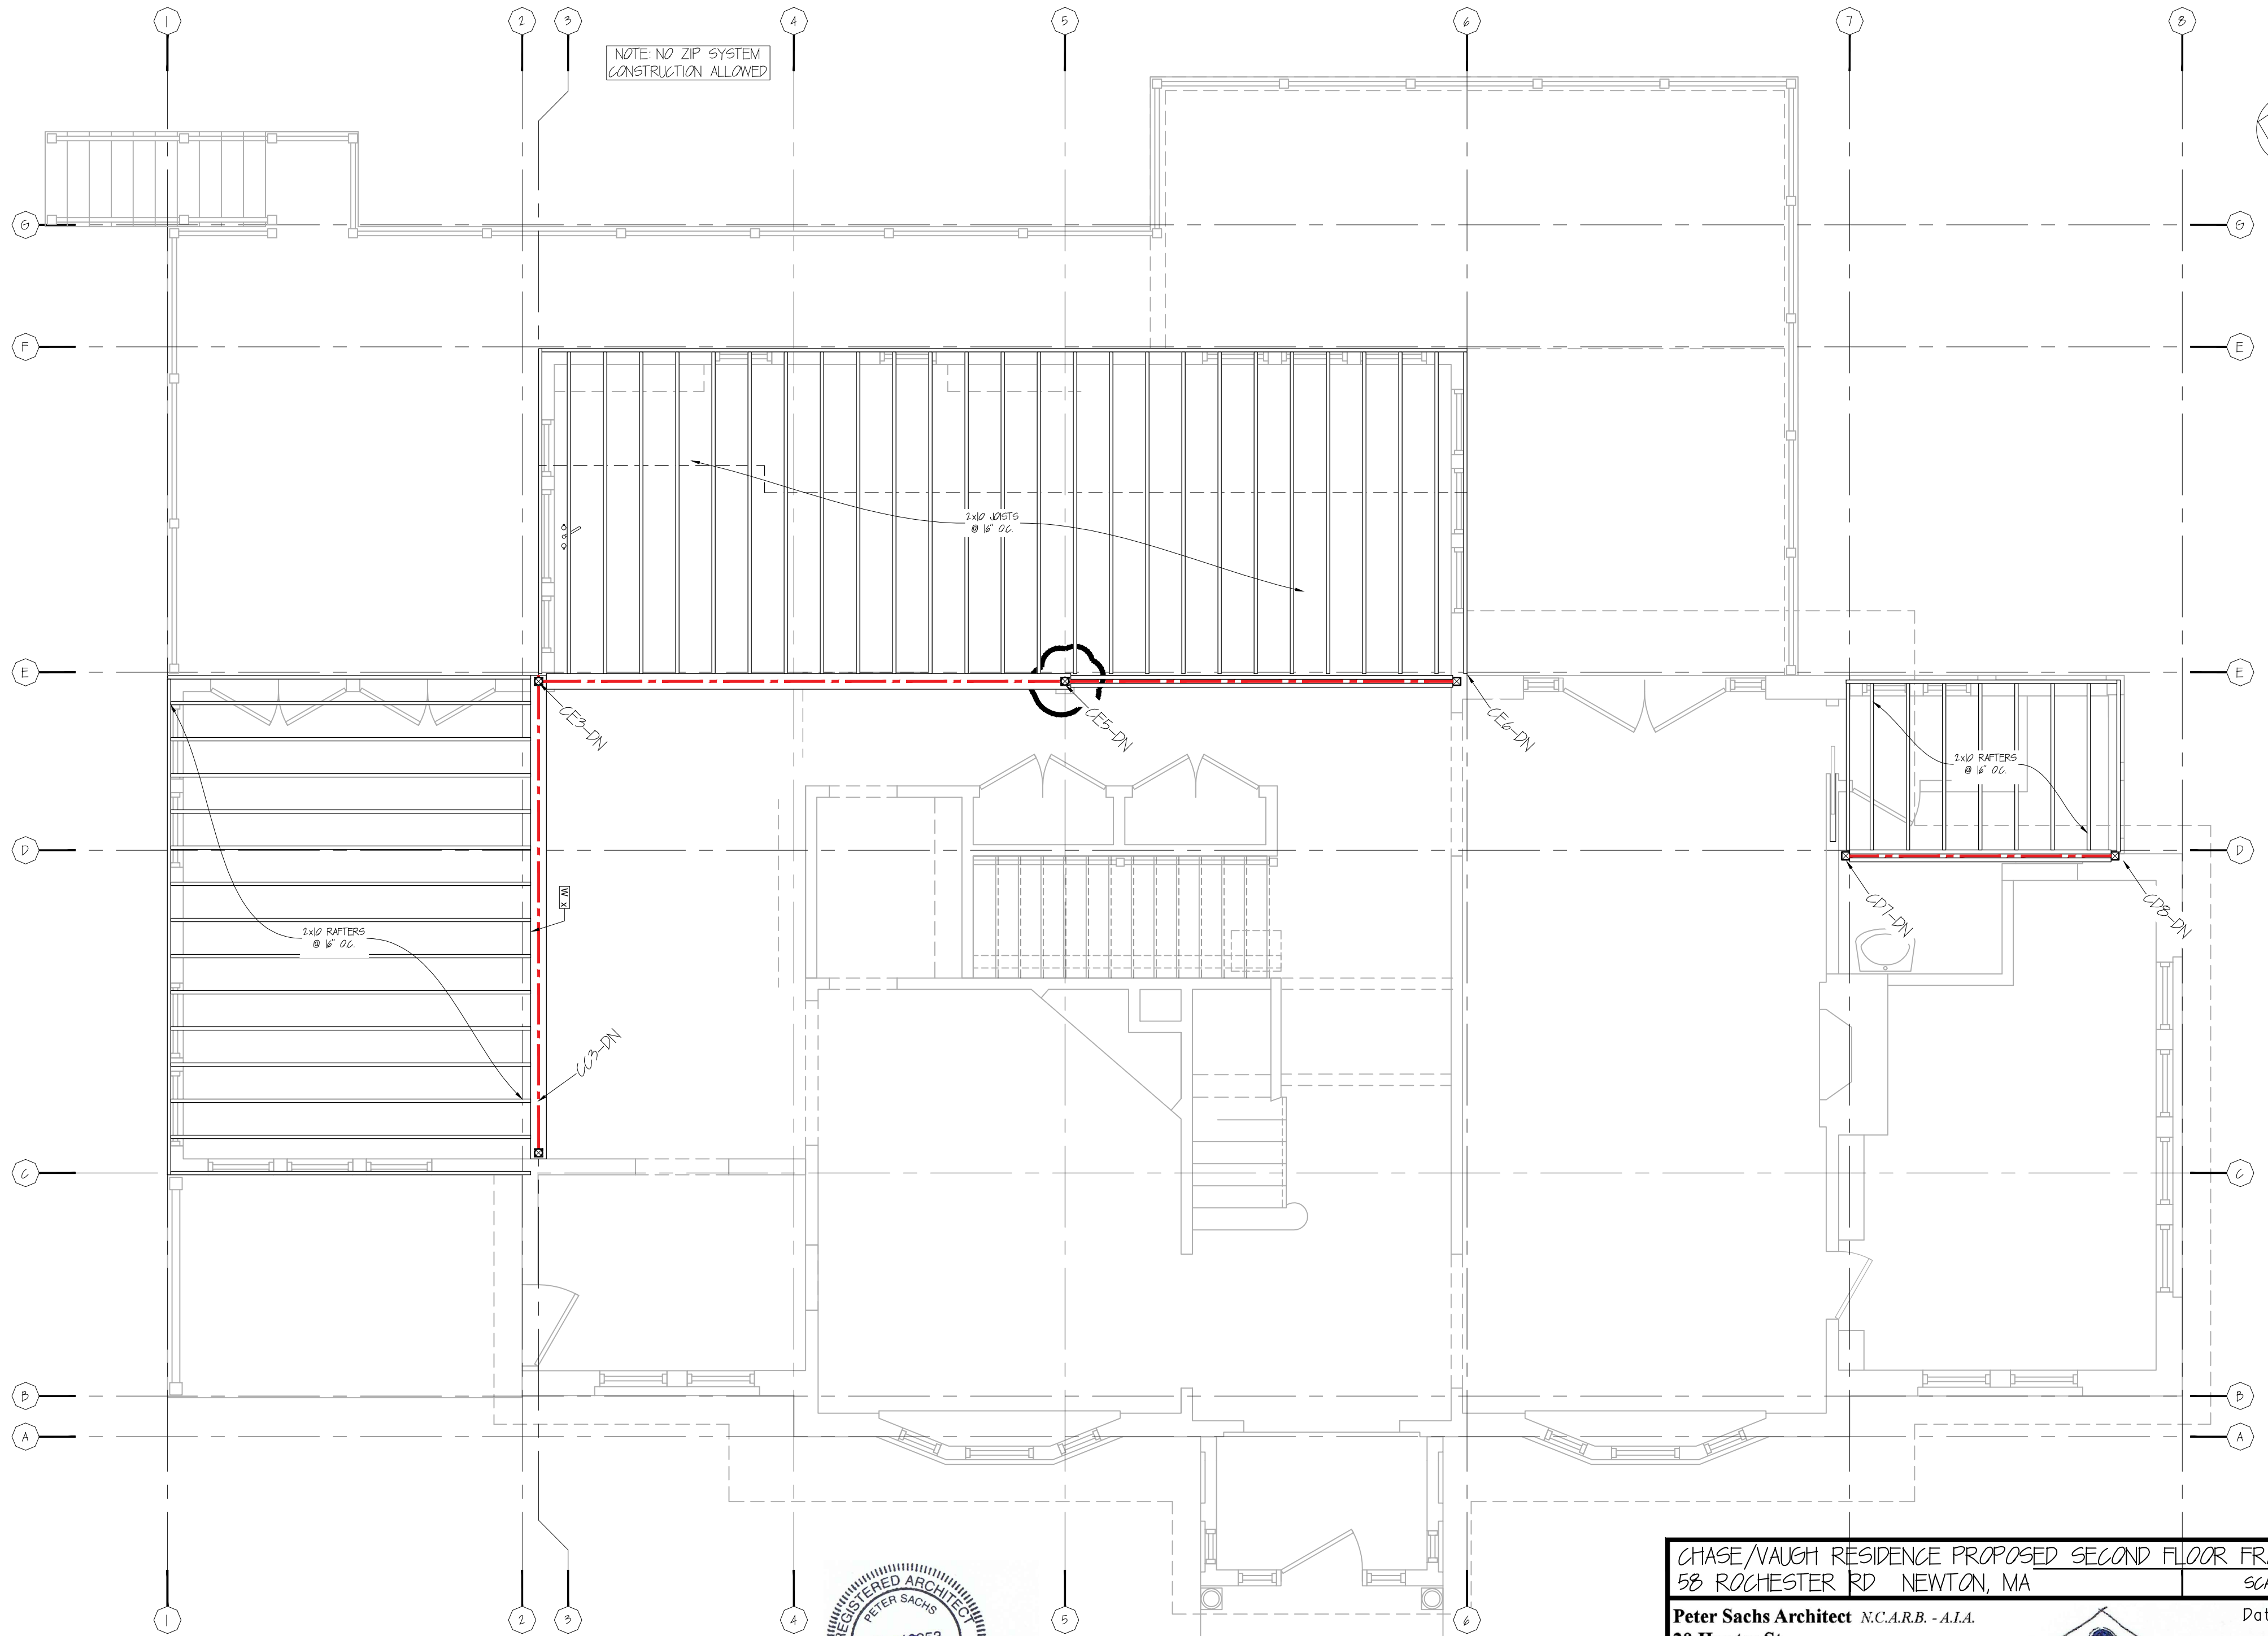 1 2 3 4 5 6 7 8
NOTE: NO ZIP SYSTEM
CONSTRUCTION ALLOWED
G G
F E
2x10 JOISTS
@ 16" O.C.
E E
CE3-DN
CE5-DN
CE6-DN
2x10 RAFTERS
@ 16" O.C.
D D
CD7-DN
CD8-DN
W x
2x10 RAFTERS
@ 16" O.C.
CC3-DN
C C
B B
A A
CHASE/VAUGH RESIDENCE PROPOSED SECOND FLOOR FRA
58 ROCHESTER RD NEWTON, MA
SCA
REGISTERED ARCHITECT
PETER SACHS
Peter Sachs Architect N.C.A.R.B. - A.I.A.
Dat
1 2 3 4 5 6